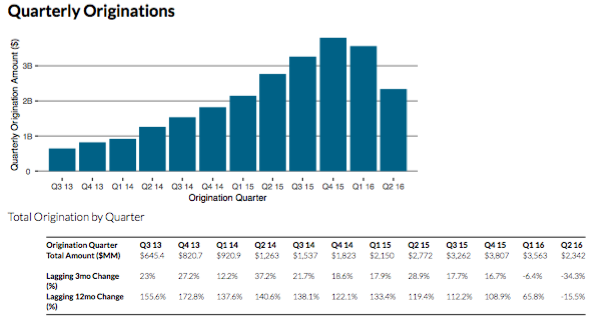 Quarterly Originations
Quarterly Origination Amount ($)
3B
2B
1B
0
Q3 13 Q4 13 Q1 14 Q2 14 Q3 14 Q4 14 Q1 15 Q2 15 Q3 15 Q4 15 Q1 16 Q2 16
Origination Quarter
Total Origination by Quarter
Origination Quarter Q3 13 Q4 13 Q1 14 Q2 14 Q3 14 Q4 14 Q1 15 Q2 15 Q3 15 Q4 15 Q1 16 Q2 16
Total Amount ($MM) $645.4 $820.7 $920.9 $1,263 $1,537 $1,823 $2,150 $2,772 $3,262 $3,807 $3,563 $2,342
Lagging 3mo Change 23% 27.2% 12.2% 37.2% 21.7% 18.6% 17.9% 28.9% 17.7% 16.7% -6.4% -34.3%
(%)
Lagging 12mo Change 155.6% 172.8% 137.6% 140.6% 138.1% 122.1% 133.4% 119.4% 112.2% 108.9% 65.8% -15.5%
(%)